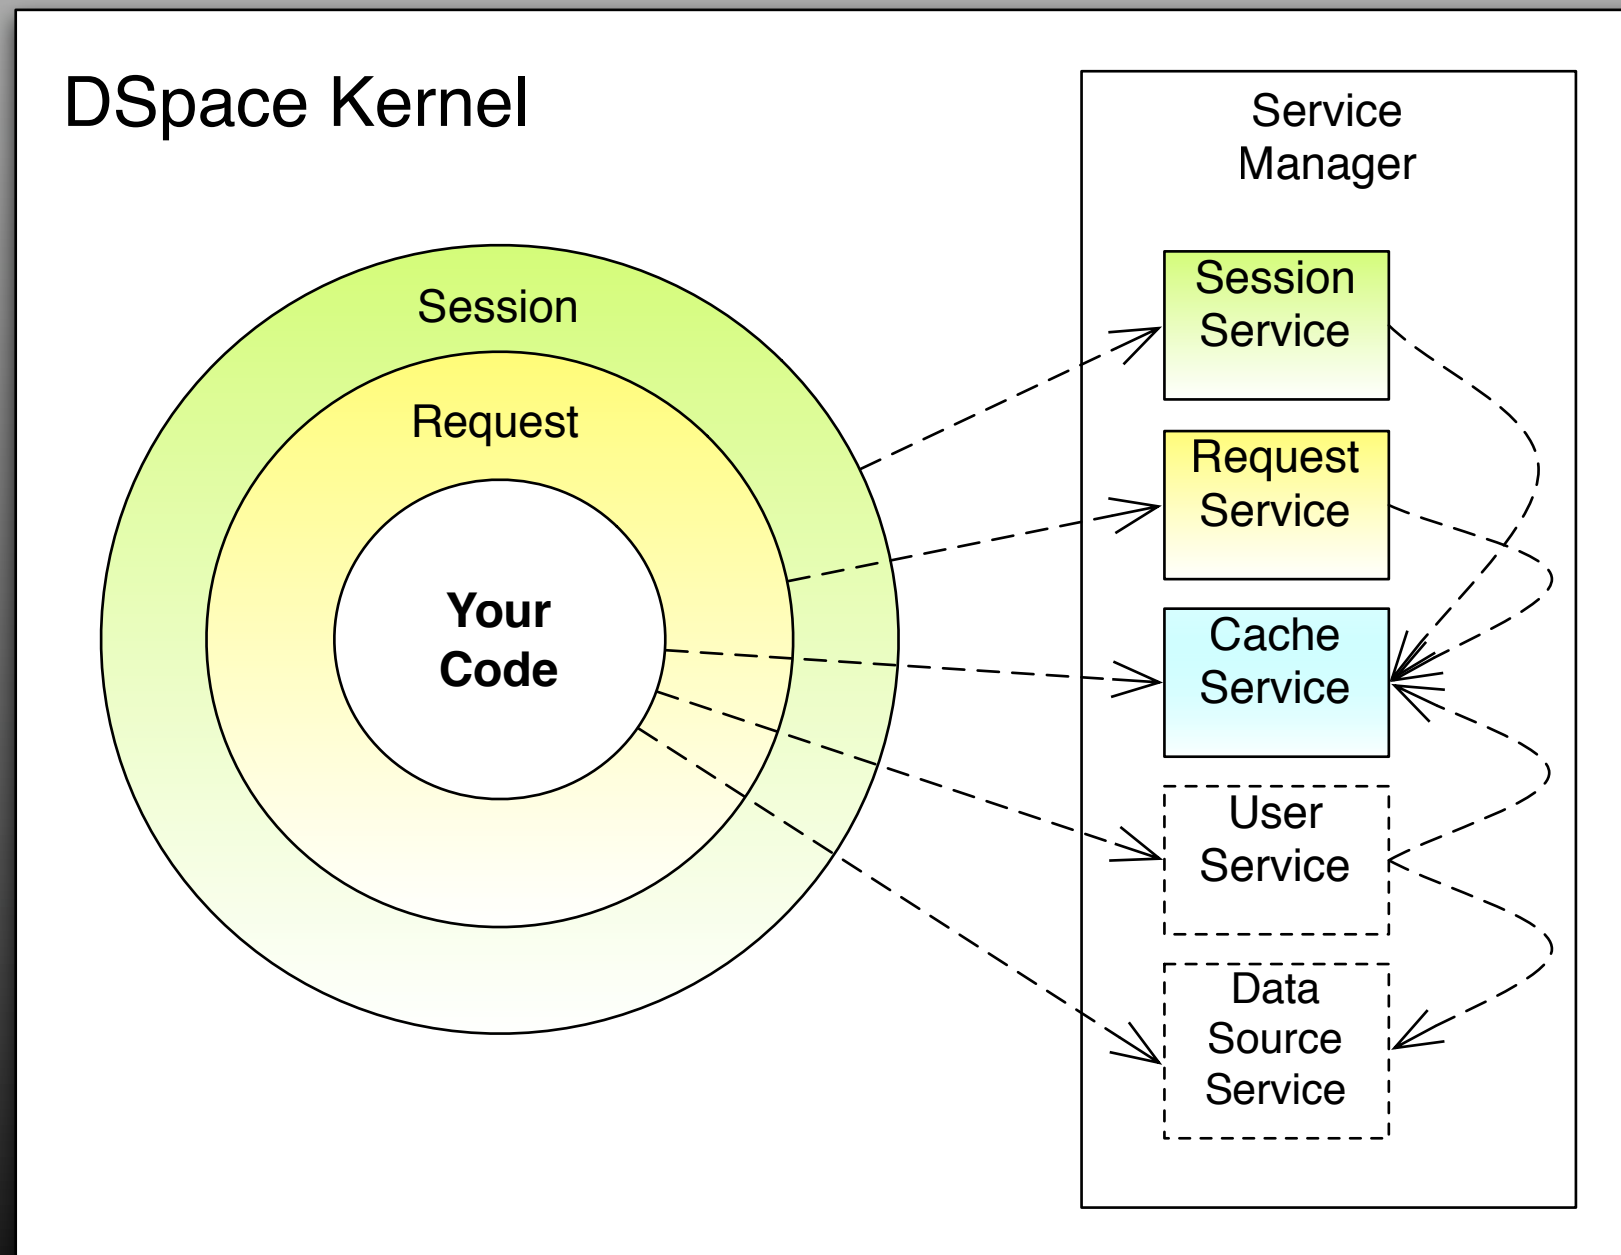 DSpace Kernel
Service
Manager
Session
Request
Your
Code
Session
Service
Request
Service
Cache
Service
User
Service
Data
Source
Service